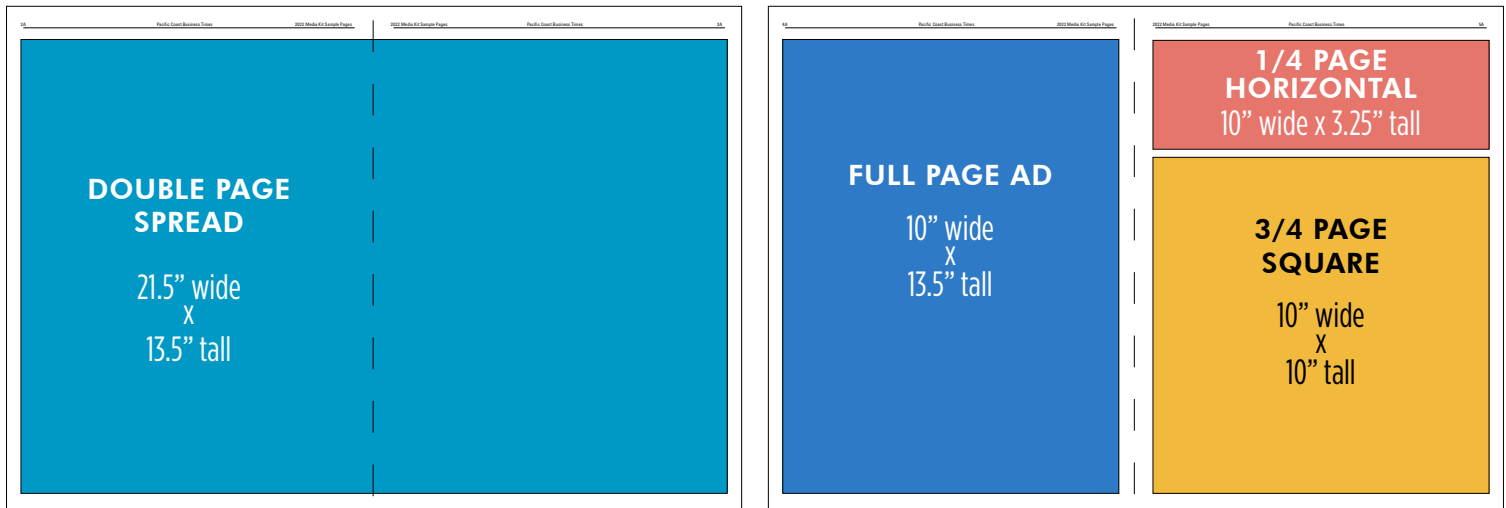 2A Pacific Coast Business Times 2022 Media Kit Sample Pages
2022 Media Kit Sample Pages Pacific Coast Business Times 3A
DOUBLE PAGE
SPREAD
21.5” wide
x
13.5” tall
4A Pacific Coast Business Times 2022 Media Kit Sample Pages
2022 Media Kit Sample Pages Pacific Coast Business Times 5A
FULL PAGE AD
10” wide
x
13.5” tall
1/4 PAGE
HORIZONTAL
10” wide x 3.25” tall
3/4 PAGE
SQUARE
10” wide
x
10” tall